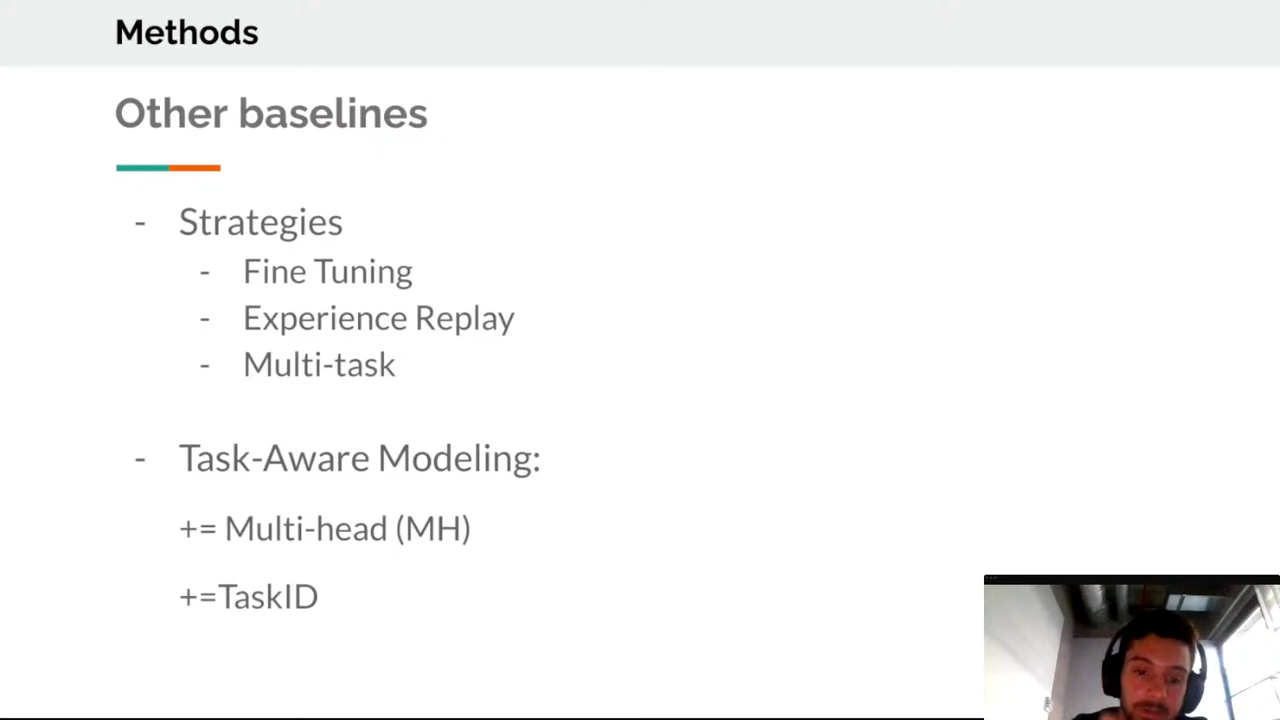 Methods
Other baselines
- Strategies
- Fine Tuning
- Experience Replay
- Multi-task
- Task-Aware Modeling:
+= Multi-head (MH)
+=TaskID